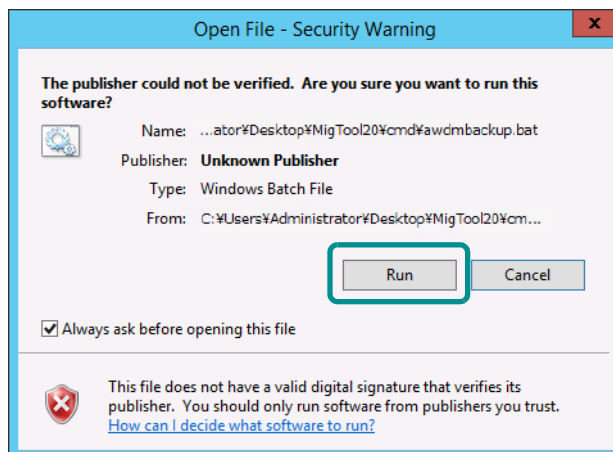 Open File - Security Warning
x
The publisher could not be verified.  Are you sure you want to run this
software?
Name: ...ator¥Desktop¥MigTool20¥cmd¥awdmbackup.bat
Publisher: Unknown Publisher
Type: Windows Batch File
From: C:¥Users¥Administrator¥Desktop¥MigTool20¥cm...
Run Cancel
Always ask before opening this file
This file does not have a valid digital signature that verifies its
publisher.  You should only run software from publishers you trust.
How can I decide what software to run?